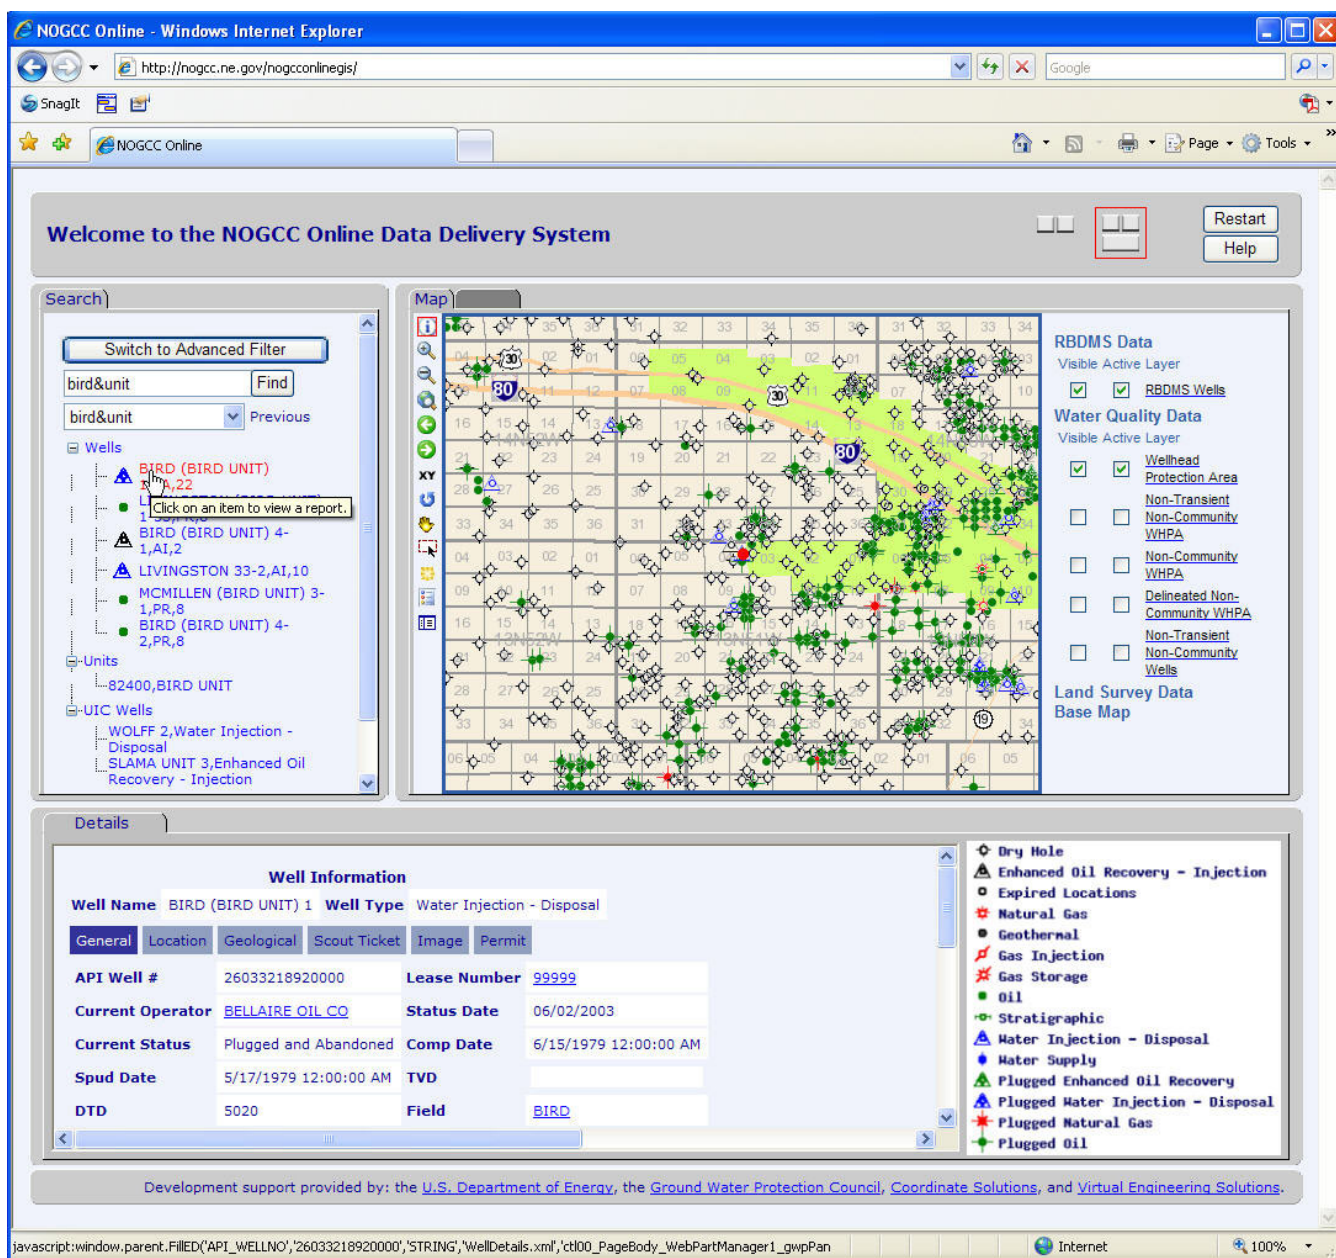 NOGCC Online - Windows Internet Explorer
http://nogcc.ne.gov/nogcconlinegis/
Google
SnagIt
NOGCC Online
Page
Tools
Welcome to the NOGCC Online Data Delivery System
Restart
Help
Search
Switch to Advanced Filter
bird&unit
Find
bird&unit
Previous
Wells
BIRD (BIRD UNIT)
A,22
Click on an item to view a report.
BIRD (BIRD UNIT) 4-
1,AI,2
LIVINGSTON 33-2,AI,10
MCMILLEN (BIRD UNIT) 3-
1,PR,8
BIRD (BIRD UNIT) 4-
2,PR,8
Units
82400,BIRD UNIT
UIC Wells
WOLFF 2,Water Injection -
Disposal
SLAMA UNIT 3,Enhanced Oil
Recovery - Injection
Map
XY
30
80
30
80
14N52W
13N52W
13N51W
19
RBDMS Data
Visible Active Layer
RBDMS Wells
Water Quality Data
Visible Active Layer
Wellhead
Protection Area
Non-Transient
Non-Community
WHPA
Non-Community
WHPA
Delineated Non-
Community WHPA
Non-Transient
Non-Community
Wells
Land Survey Data
Base Map
Details
Well Information
Well Name BIRD (BIRD UNIT) 1 Well Type Water Injection - Disposal
General Location Geological Scout Ticket Image Permit
API Well # 26033218920000 Lease Number 99999
Current Operator BELLAIRE OIL CO Status Date 06/02/2003
Current Status Plugged and Abandoned Comp Date 6/15/1979 12:00:00 AM
Spud Date 5/17/1979 12:00:00 AM TVD
DTD 5020 Field BIRD
Dry Hole
Enhanced Oil Recovery - Injection
Expired Locations
Natural Gas
Geothermal
Gas Injection
Gas Storage
Oil
Stratigraphic
Water Injection - Disposal
Water Supply
Plugged Enhanced Oil Recovery
Plugged Water Injection - Disposal
Plugged Natural Gas
Plugged Oil
Development support provided by: the U.S. Department of Energy, the Ground Water Protection Council, Coordinate Solutions, and Virtual Engineering Solutions.
javascript:window.parent.FillED('API_WELLNO','26033218920000','STRING','WellDetails.xml','ctl00_PageBody_WebPartManager1_gwpPan
Internet
100%